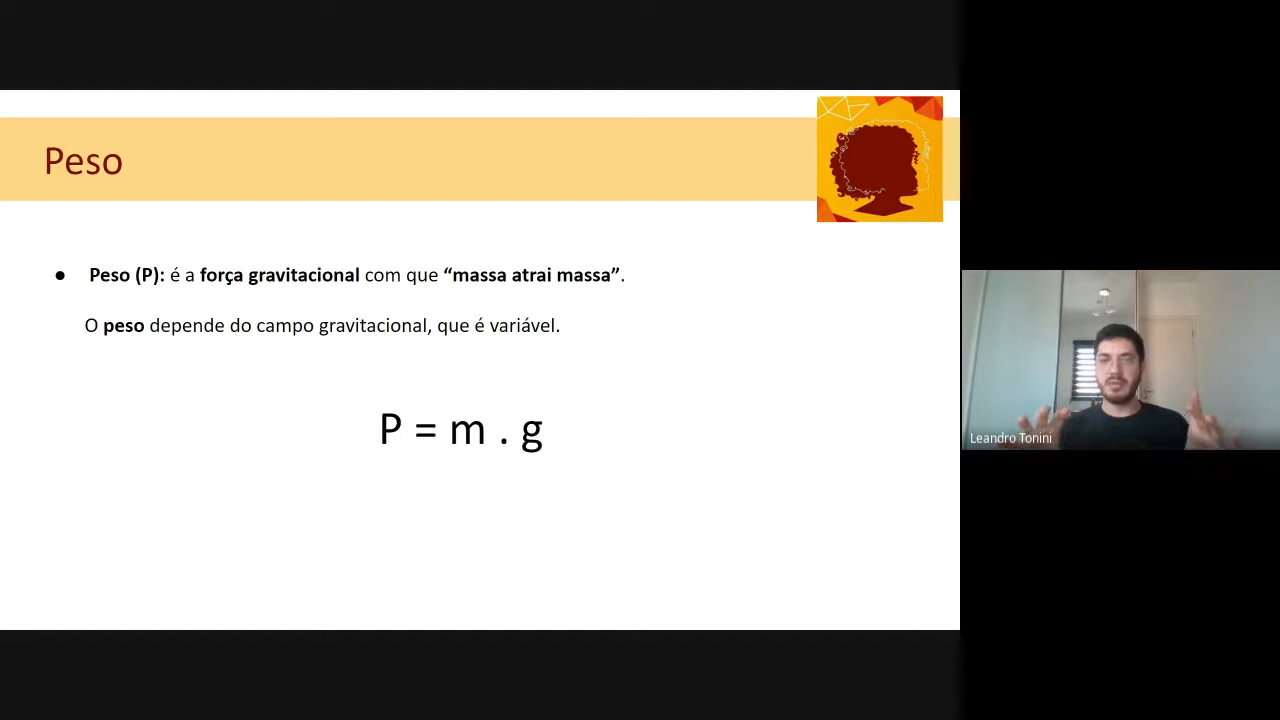 Peso
● Peso (P): é a força gravitacional com que “massa atrai massa”.
O peso depende do campo gravitacional, que é variável.
P = m . g
Leandro Tonini